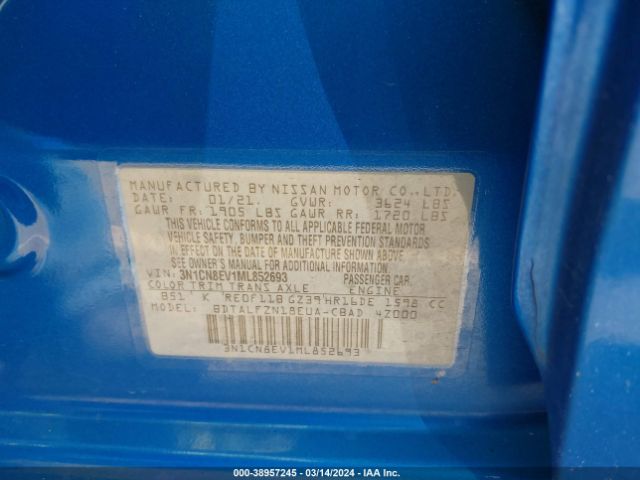 MANUFACTURED BY NISSAN MOTOR CO., LTD.
DATE: 01/21. GVWR: 3624 LBS
GAWR FR: 1905 LBS GAWR RR: 1720 LBS
THIS VEHICLE CONFORMS TO ALL APPLICABLE FEDERAL MOTOR
VEHICLE SAFETY, BUMPER AND THEFT PREVENTION STANDARDS
IN EFFECT ON THE DATE OF MANUFACTURE SHOWN ABOVE.
SEE OWNER'S MANUAL FOR ADDITIONAL INFORMATION
VIN: 3N1CN8EV1ML852693 PASSENGER CAR.
COLOR TRIM TRANS AXLE ENGINE
B51 K RE0F11B GZ39 HR16DE 1598 CC
MODEL: BDTALFZN18EUA-CBAD 4Z000
3N1CN8EV1ML852693
000-38957245 - 03/14/2024 - IAA Inc.